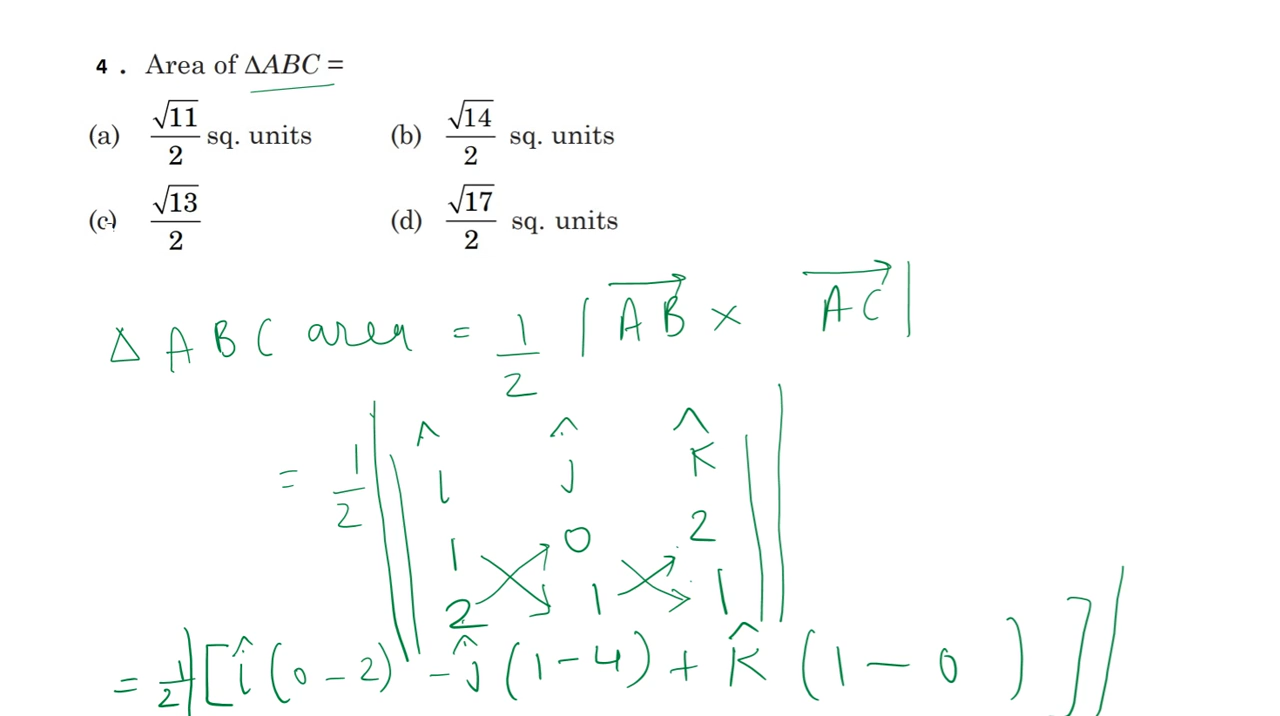 4 . Area of ΔABC =
(a) √11/2 sq. units (b) √14/2 sq. units
(c) √13/2 (d) √17/2 sq. units
Δ ABC area = 1/2 |AB⃗ × AC⃗|
= 1/2 || î ĵ k̂
1 0 2
2 1 1 ||
= 1/2 |[î (0 - 2) - ĵ (1 - 4) + k̂ (1 - 0)]|